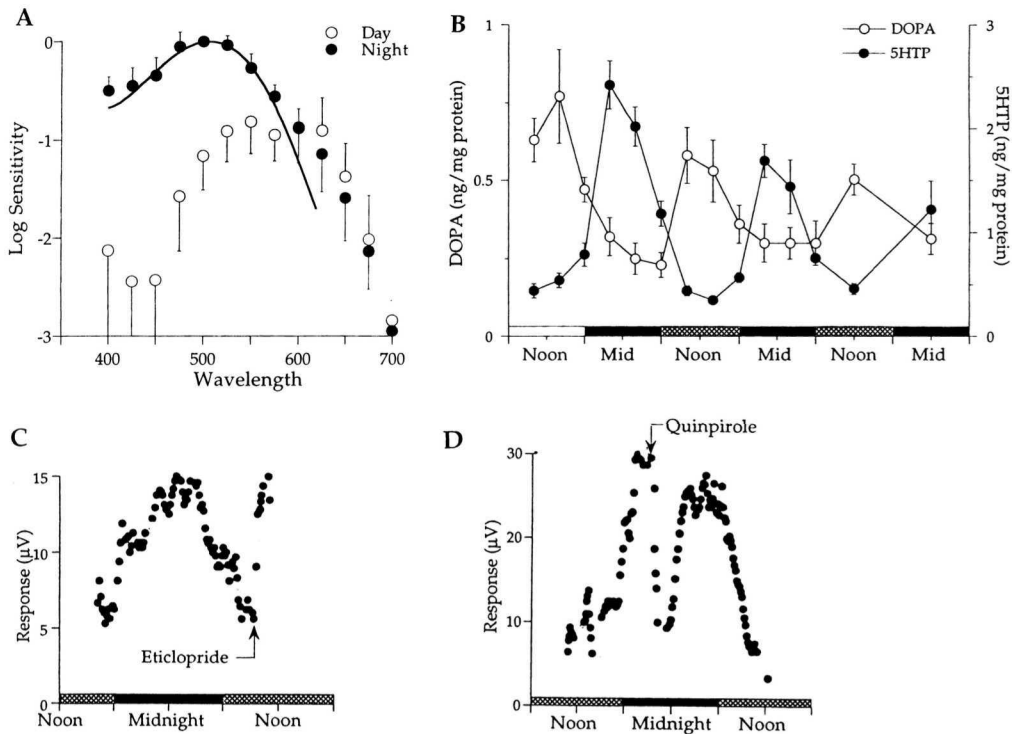 A
Day
Night
0
-1
-2
-3
Log Sensitivity
400 500 600 700
Wavelength
B
DOPA
5HTP
1
0.5
0
DOPA (ng/mg protein)
3
2
1
0
5HTP (ng/mg protein)
Noon Mid Noon Mid Noon Mid
C
15
10
5
0
Response (µV)
Eticlopride
Noon Midnight Noon
D
Quinpirole
30
20
10
0
Response (µV)
Noon Midnight Noon